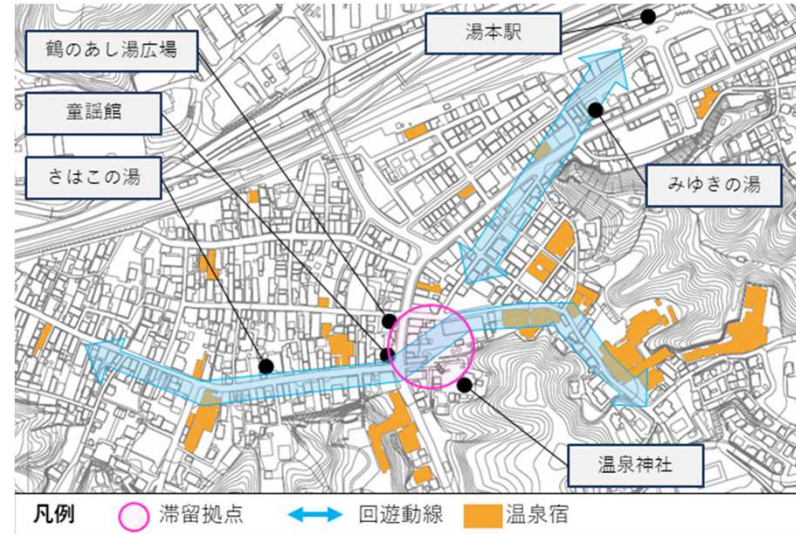 湯本駅
鶴のあし湯広場
童謡館
さはこの湯
みゆきの湯
温泉神社
凡例
滞留拠点
回遊動線
温泉宿